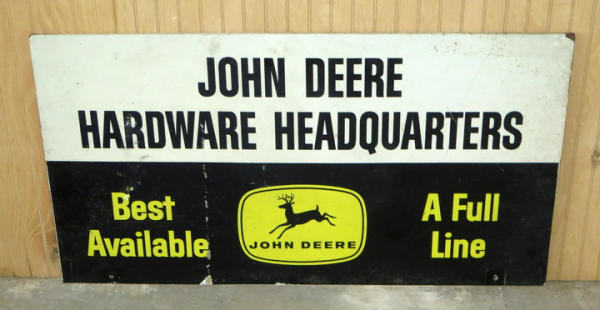 JOHN DEERE
HARDWARE HEADQUARTERS
Best
Available
JOHN DEERE
A Full
Line